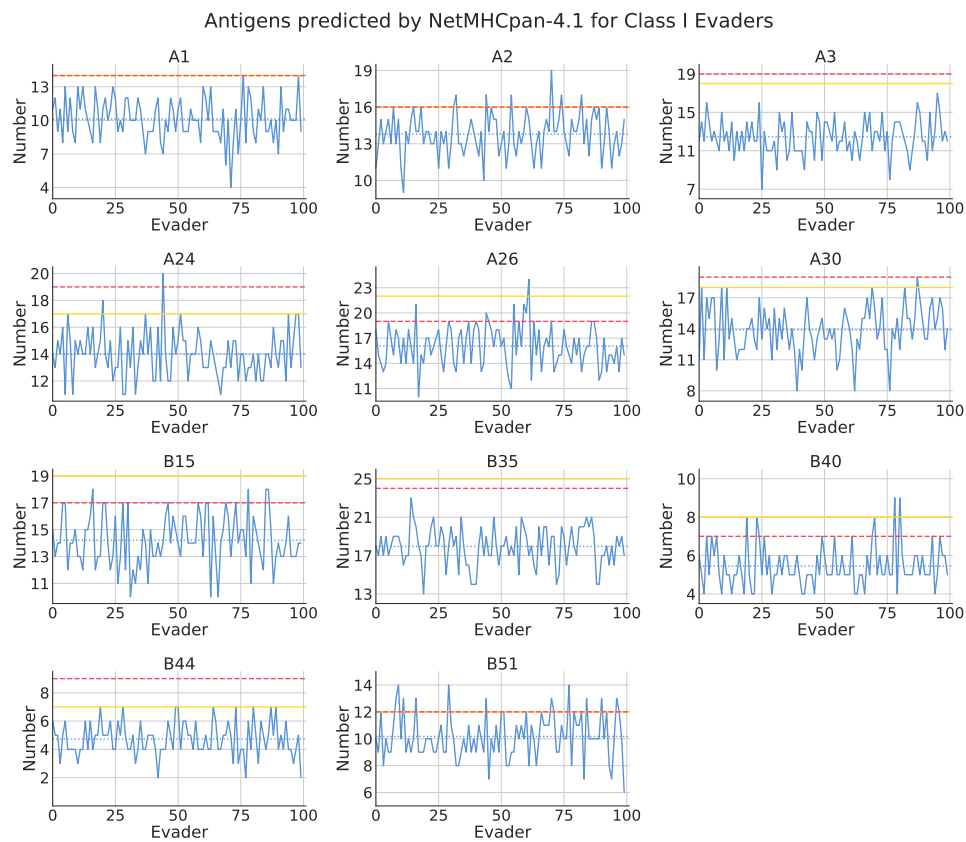 Antigens predicted by NetMHCpan-4.1 for Class I Evaders
A1
Number
13
10
7
4
0 25 50 75 100
Evader
A2
Number
19
16
13
10
0 25 50 75 100
Evader
A3
Number
19
15
11
7
0 25 50 75 100
Evader
A24
Number
20
18
16
14
12
0 25 50 75 100
Evader
A26
Number
23
20
17
14
11
0 25 50 75 100
Evader
A30
Number
17
14
11
8
0 25 50 75 100
Evader
B15
Number
19
17
15
13
11
0 25 50 75 100
Evader
B35
Number
25
21
17
13
0 25 50 75 100
Evader
B40
Number
10
8
6
4
0 25 50 75 100
Evader
B44
Number
8
6
4
2
0 25 50 75 100
Evader
B51
Number
14
12
10
8
6
0 25 50 75 100
Evader